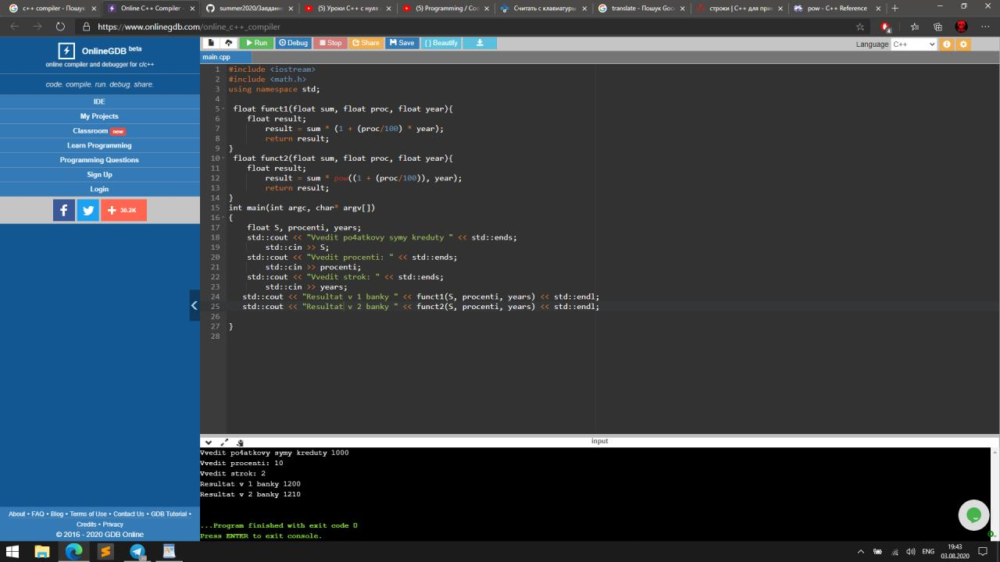 c++ compiler - Пошук
Online C++ Compiler -
summer2020/Завданн
(5) Уроки C++ с нуля
(5) Programming / Coo
Считать с клавиатуры
translate - Пошук Goo
строки | C++ для при
pow - C++ Reference
https://www.onlinegdb.com/online_c++_compiler
4
OnlineGDB beta
online compiler and debugger for c/c++
code. compile. run. debug. share.
IDE
My Projects
Classroom new
Learn Programming
Programming Questions
Sign Up
Login
30.2K
Run Debug Stop Share Save { } Beautify
Language C++
main.cpp
1 #include <iostream>
2 #include <math.h>
3 using namespace std;
4
5 float funct1(float sum, float proc, float year){
6 float result;
7 result = sum * (1 + (proc/100) * year);
8 return result;
9 }
10 float funct2(float sum, float proc, float year){
11 float result;
12 result = sum * pow((1 + (proc/100)), year);
13 return result;
14 }
15 int main(int argc, char* argv[])
16 {
17 float S, procenti, years;
18 std::cout << "Vvedit po4atkovy symy kreduty " << std::ends;
19 std::cin >> S;
20 std::cout << "Vvedit procenti: " << std::ends;
21 std::cin >> procenti;
22 std::cout << "Vvedit strok: " << std::ends;
23 std::cin >> years;
24 std::cout << "Resultat v 1 banky " << funct1(S, procenti, years) << std::endl;
25 std::cout << "Resultat v 2 banky " << funct2(S, procenti, years) << std::endl;
26
27 }
28
input
Vvedit po4atkovy symy kreduty 1000
Vvedit procenti: 10
Vvedit strok: 2
Resultat v 1 banky 1200
Resultat v 2 banky 1210
...Program finished with exit code 0
Press ENTER to exit console.
About • FAQ • Blog • Terms of Use • Contact Us • GDB Tutorial •
Credits • Privacy
© 2016 - 2020 GDB Online
ENG
19:43
03.08.2020